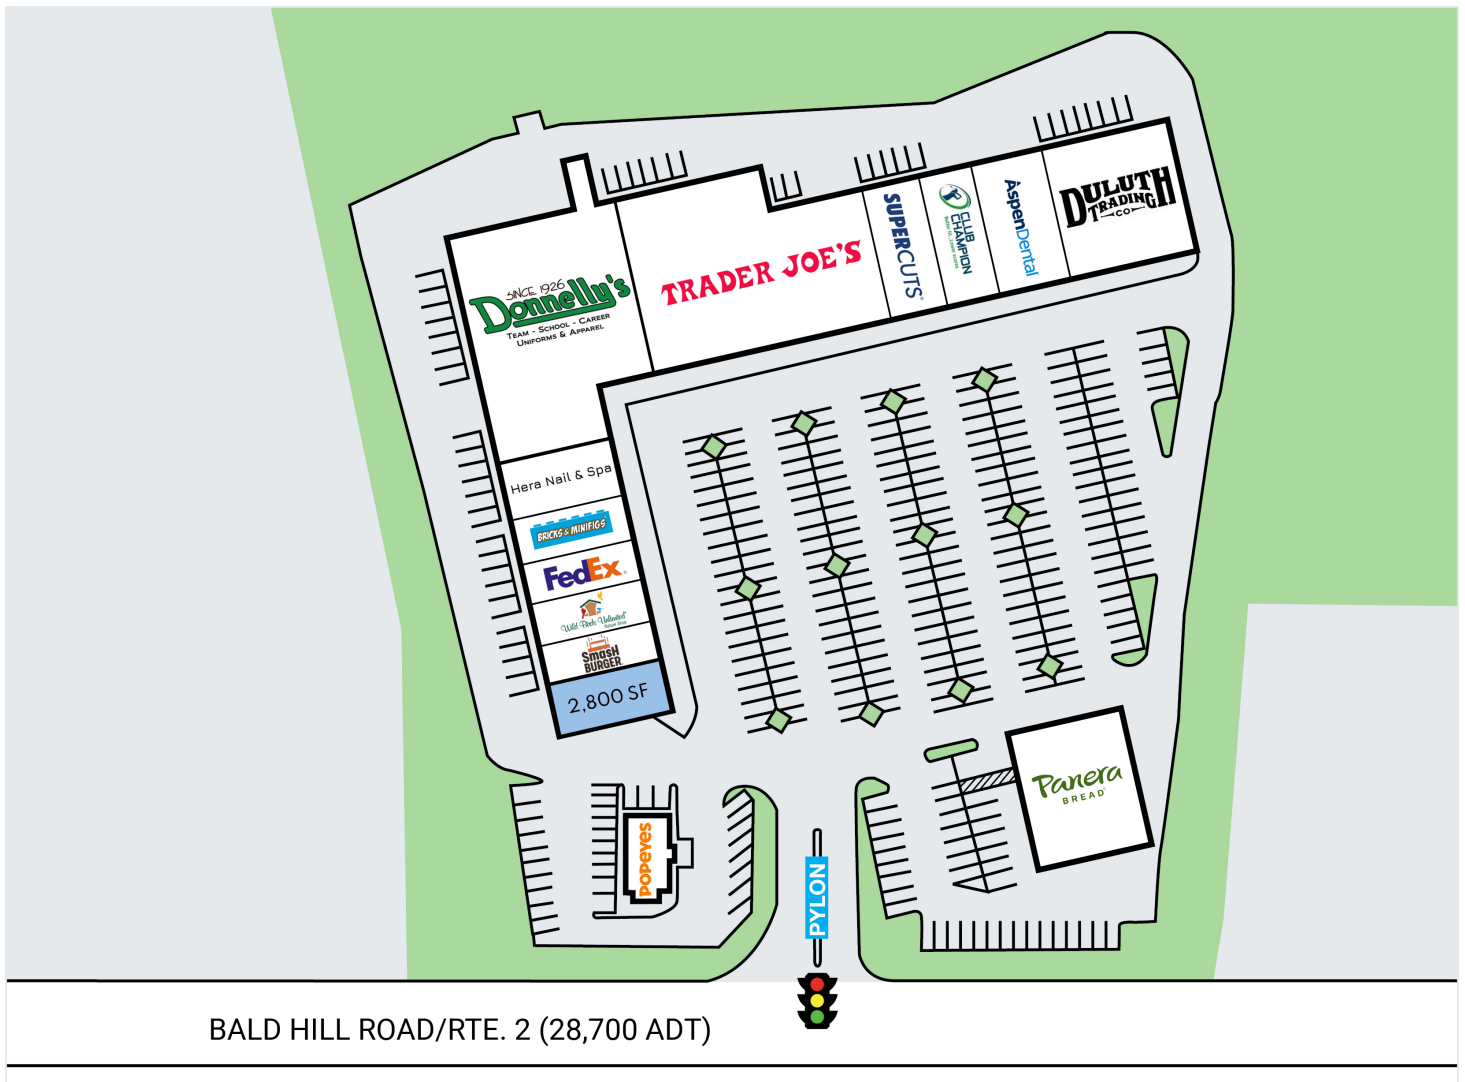 SINCE 1926
Donnelly's
TEAM - SCHOOL - CAREER
UNIFORMS & APPAREL
TRADER JOE'S
SUPERCUTS
CLUB
CHAMPION
AspenDental
DULUTH
TRADING
CO
Hera Nail & Spa
BRICKS & MINIFIGS
FedEx
Wild Birds Unlimited
Nature Shop
SmasH
BURGER
2,800 SF
POPEYES
PYLON
Panera
BREAD
BALD HILL ROAD/RTE. 2 (28,700 ADT)